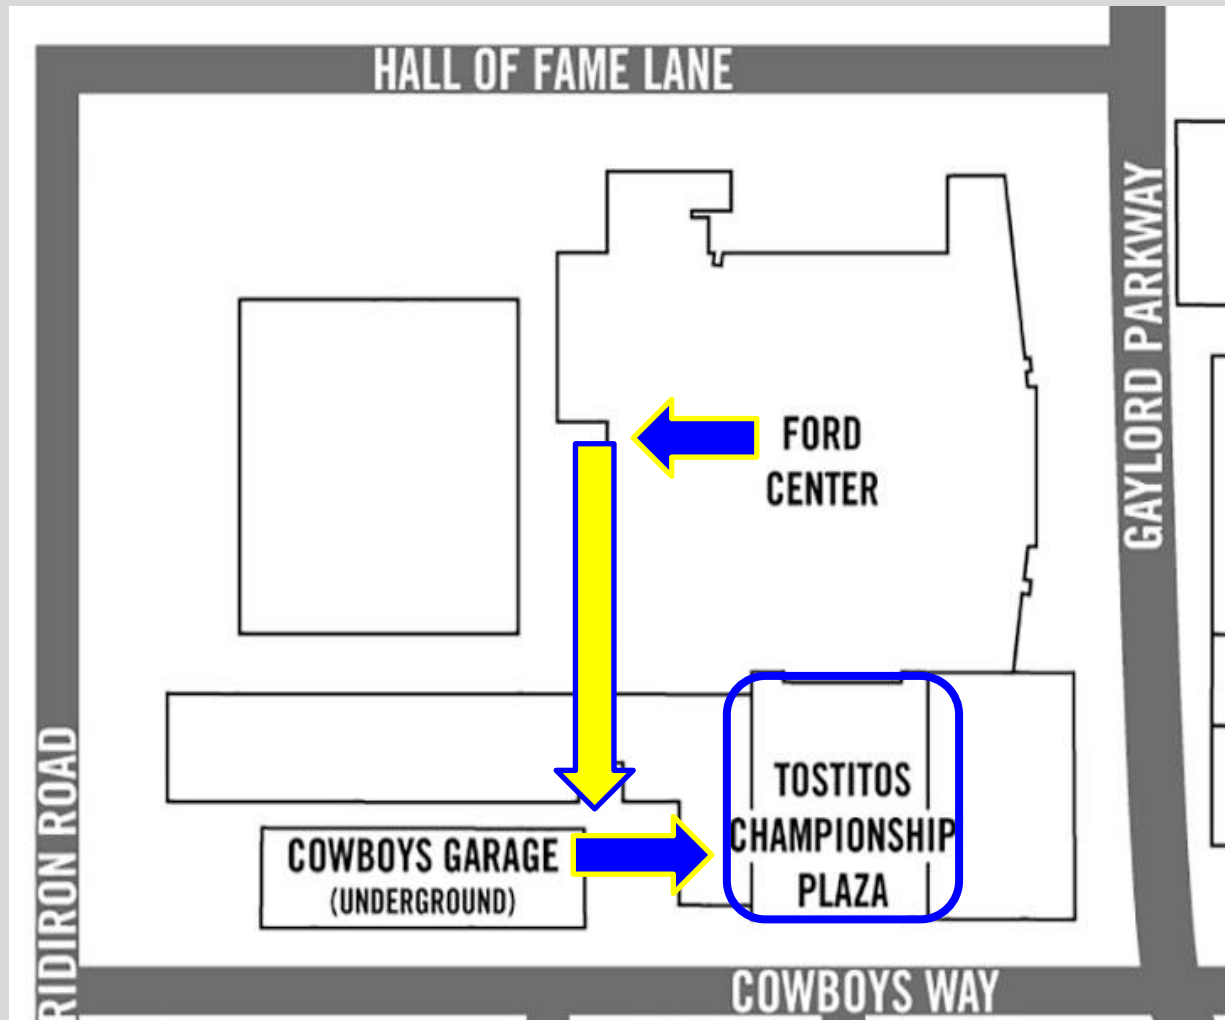 HALL OF FAME LANE
GAYLORD PARKWAY
FORD
CENTER
RIDIRON ROAD
TOSTITOS
CHAMPIONSHIP
PLAZA
COWBOYS GARAGE
(UNDERGROUND)
COWBOYS WAY